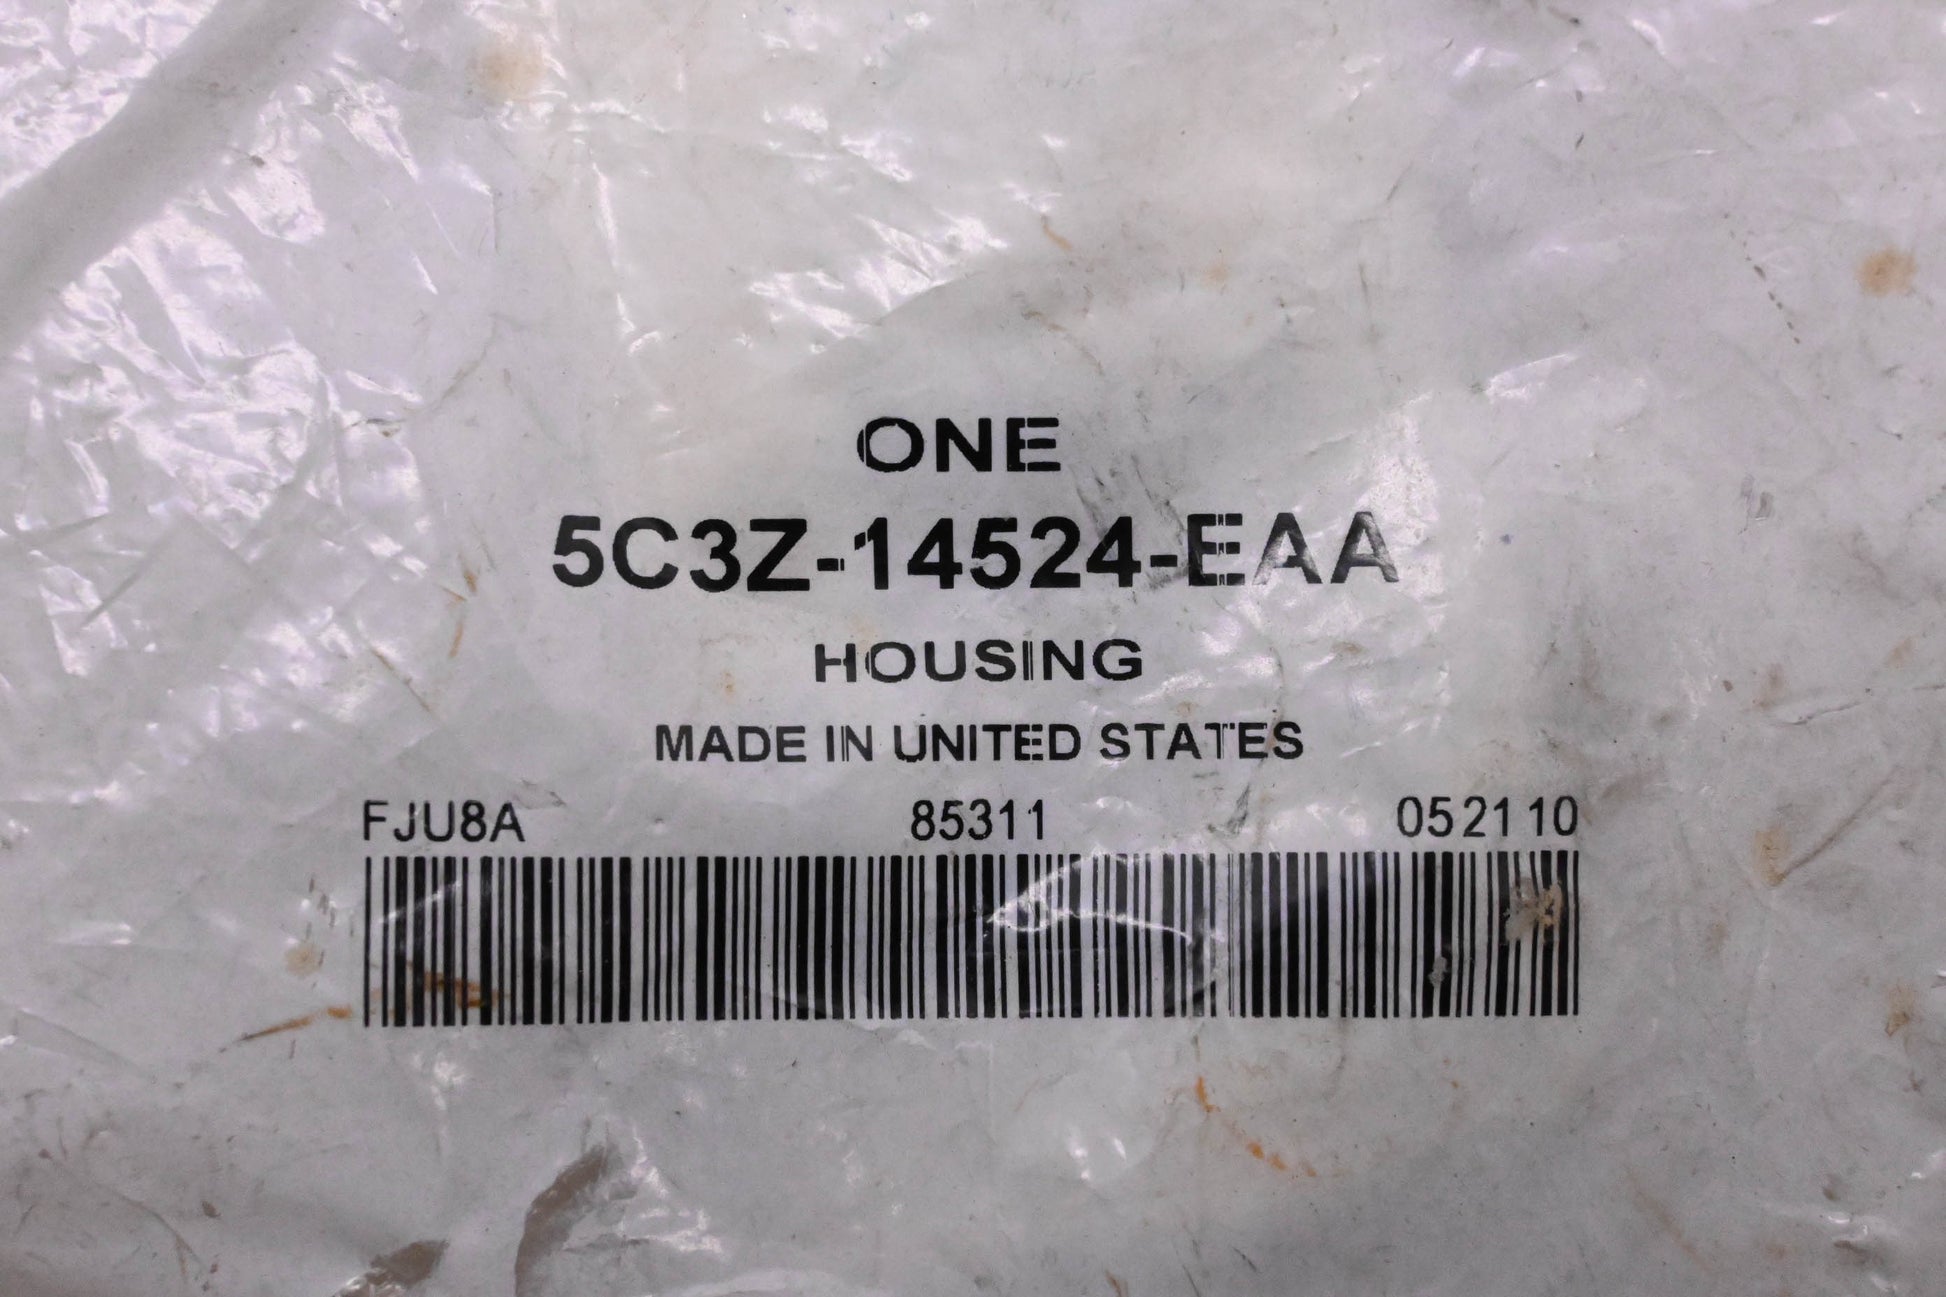 ONE
5C3Z-14524-EAA
HOUSING
MADE IN UNITED STATES
FJU8A 85311 052110